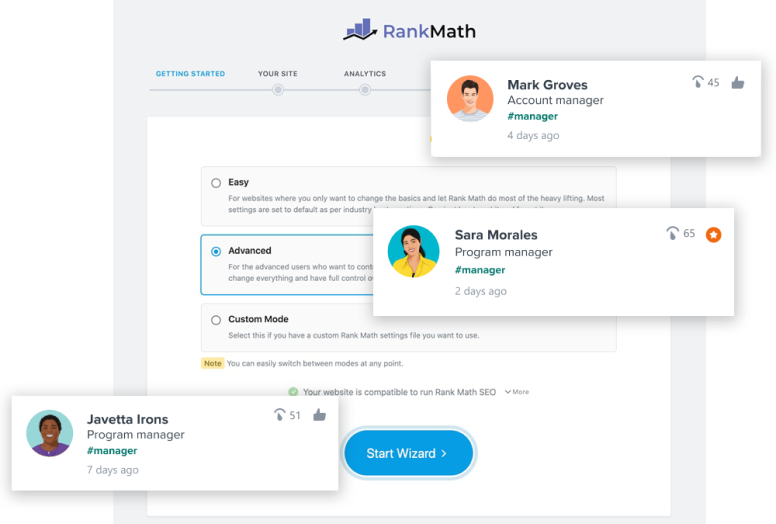 RankMath
GETTING STARTED
YOUR SITE
ANALYTICS
Mark Groves
Account manager
#manager
4 days ago
45
Easy
For websites where you only want to change the basics and let Rank Math do most of the heavy lifting. Most
settings are set to default as per industry
Sara Morales
Program manager
#manager
2 days ago
65
Advanced
For the advanced users who want to
change everything and have full control
Custom Mode
Select this if you have a custom Rank Math settings file you want to use.
Note You can easily switch between modes at any point.
Your website is compatible to run Rank Math SEO
More
Javetta Irons
Program manager
#manager
7 days ago
51
Start Wizard >